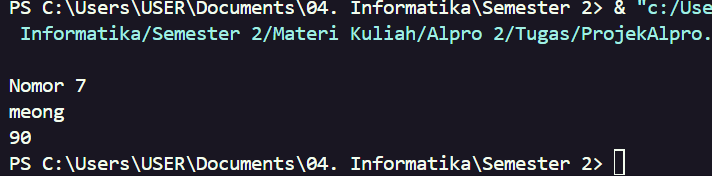 PS C:\Users\USER\Documents\04. Informatika\Semester 2> & "c:/Use
Informatika/Semester 2/Materi Kuliah/Alpro 2/Tugas/ProjekAlpro.
Nomor 7
meong
90
PS C:\Users\USER\Documents\04. Informatika\Semester 2>